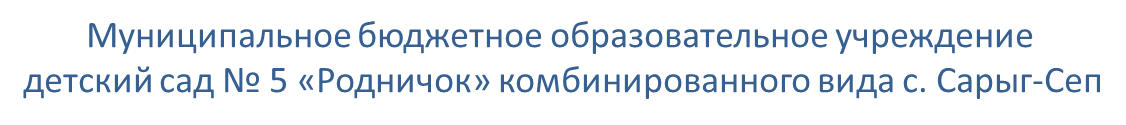 Муниципальное бюджетное образовательное учреждение
детский сад № 5 «Родничок» комбинированного вида с. Сарыг-Сеп